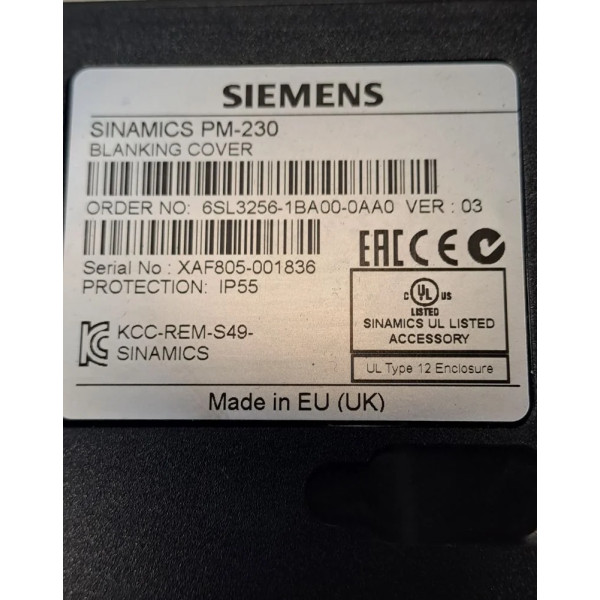 SIEMENS
SINAMICS PM-230
BLANKING COVER
ORDER NO: 6SL3256-1BA00-0AA0 VER : 03
EAC CE
Serial No : XAF805-001836
PROTECTION: IP55
C UL US
LISTED
SINAMICS UL LISTED
ACCESSORY
UL Type 12 Enclosure
KCC-REM-S49-
SINAMICS
Made in EU (UK)